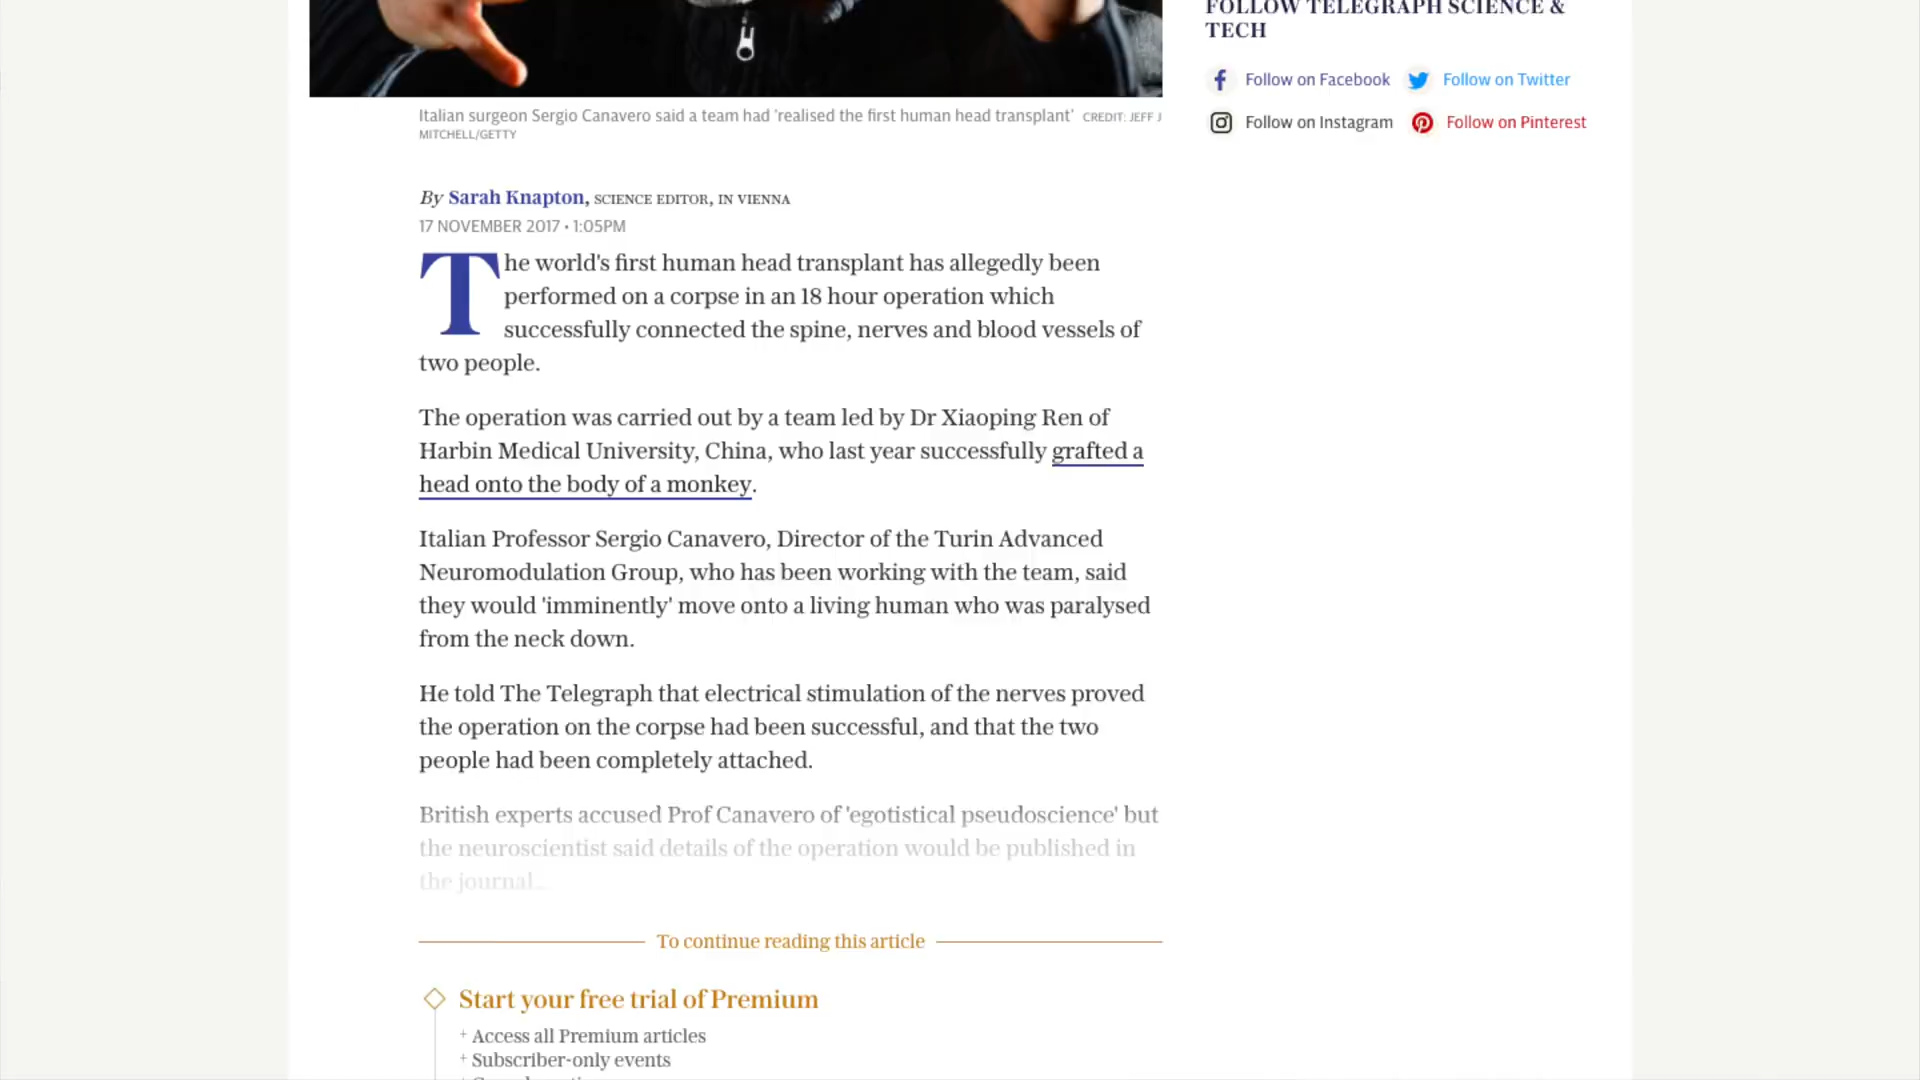 FOLLOW TELEGRAPH SCIENCE &
TECH
Follow on Facebook
Follow on Twitter
Follow on Instagram
Follow on Pinterest
Italian surgeon Sergio Canavero said a team had 'realised the first human head transplant' CREDIT: JEFF J
MITCHELL/GETTY
By Sarah Knapton, SCIENCE EDITOR, IN VIENNA
17 NOVEMBER 2017 • 1:05PM
The world's first human head transplant has allegedly been
performed on a corpse in an 18 hour operation which
successfully connected the spine, nerves and blood vessels of
two people.
The operation was carried out by a team led by Dr Xiaoping Ren of
Harbin Medical University, China, who last year successfully grafted a
head onto the body of a monkey.
Italian Professor Sergio Canavero, Director of the Turin Advanced
Neuromodulation Group, who has been working with the team, said
they would 'imminently' move onto a living human who was paralysed
from the neck down.
He told The Telegraph that electrical stimulation of the nerves proved
the operation on the corpse had been successful, and that the two
people had been completely attached.
British experts accused Prof Canavero of 'egotistical pseudoscience' but
the neuroscientist said details of the operation would be published in
the journal...
To continue reading this article
Start your free trial of Premium
+ Access all Premium articles
+ Subscriber-only events